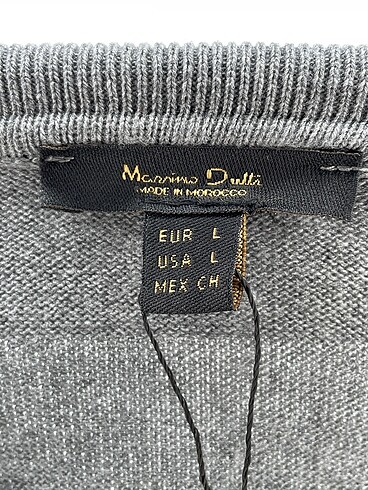 Massimo Dutti
MADE IN MOROCCO
EUR L
USA L
MEX CH